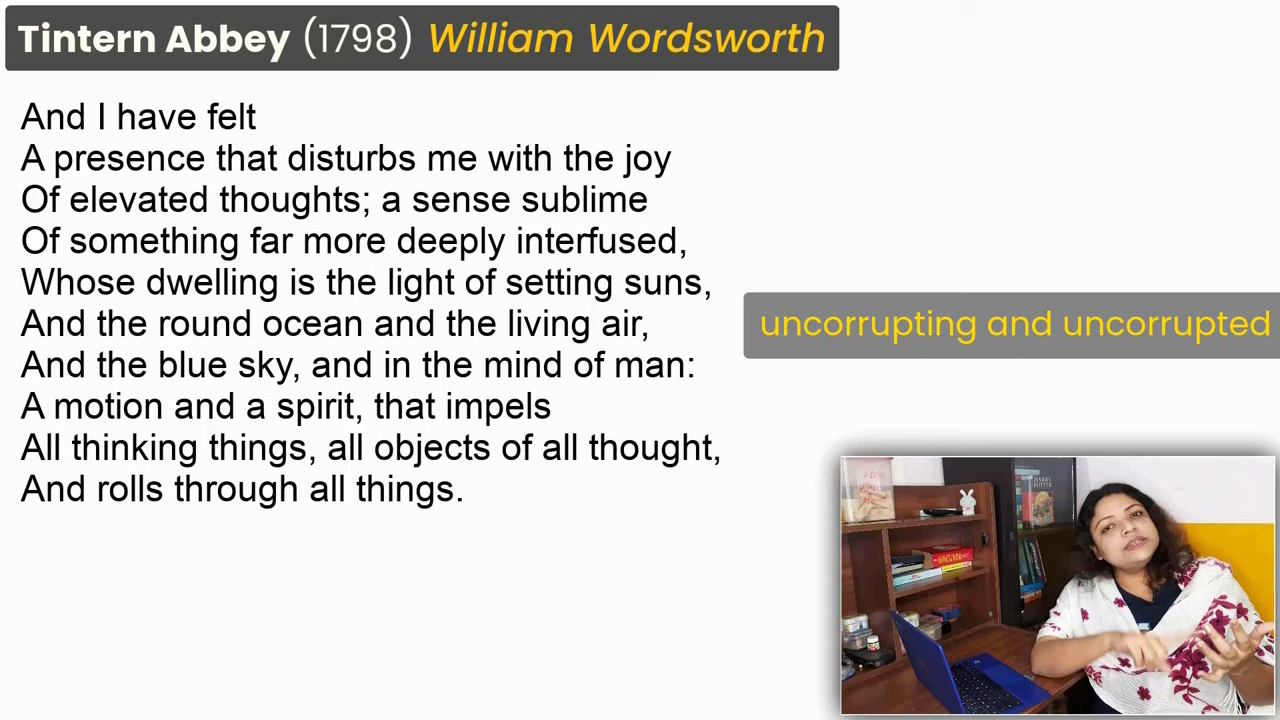 Tintern Abbey (1798) William Wordsworth
And I have felt
A presence that disturbs me with the joy
Of elevated thoughts; a sense sublime
Of something far more deeply interfused,
Whose dwelling is the light of setting suns,
And the round ocean and the living air,
And the blue sky, and in the mind of man:
A motion and a spirit, that impels
All thinking things, all objects of all thought,
And rolls through all things.
uncorrupting and uncorrupted
HARRY
POTTER